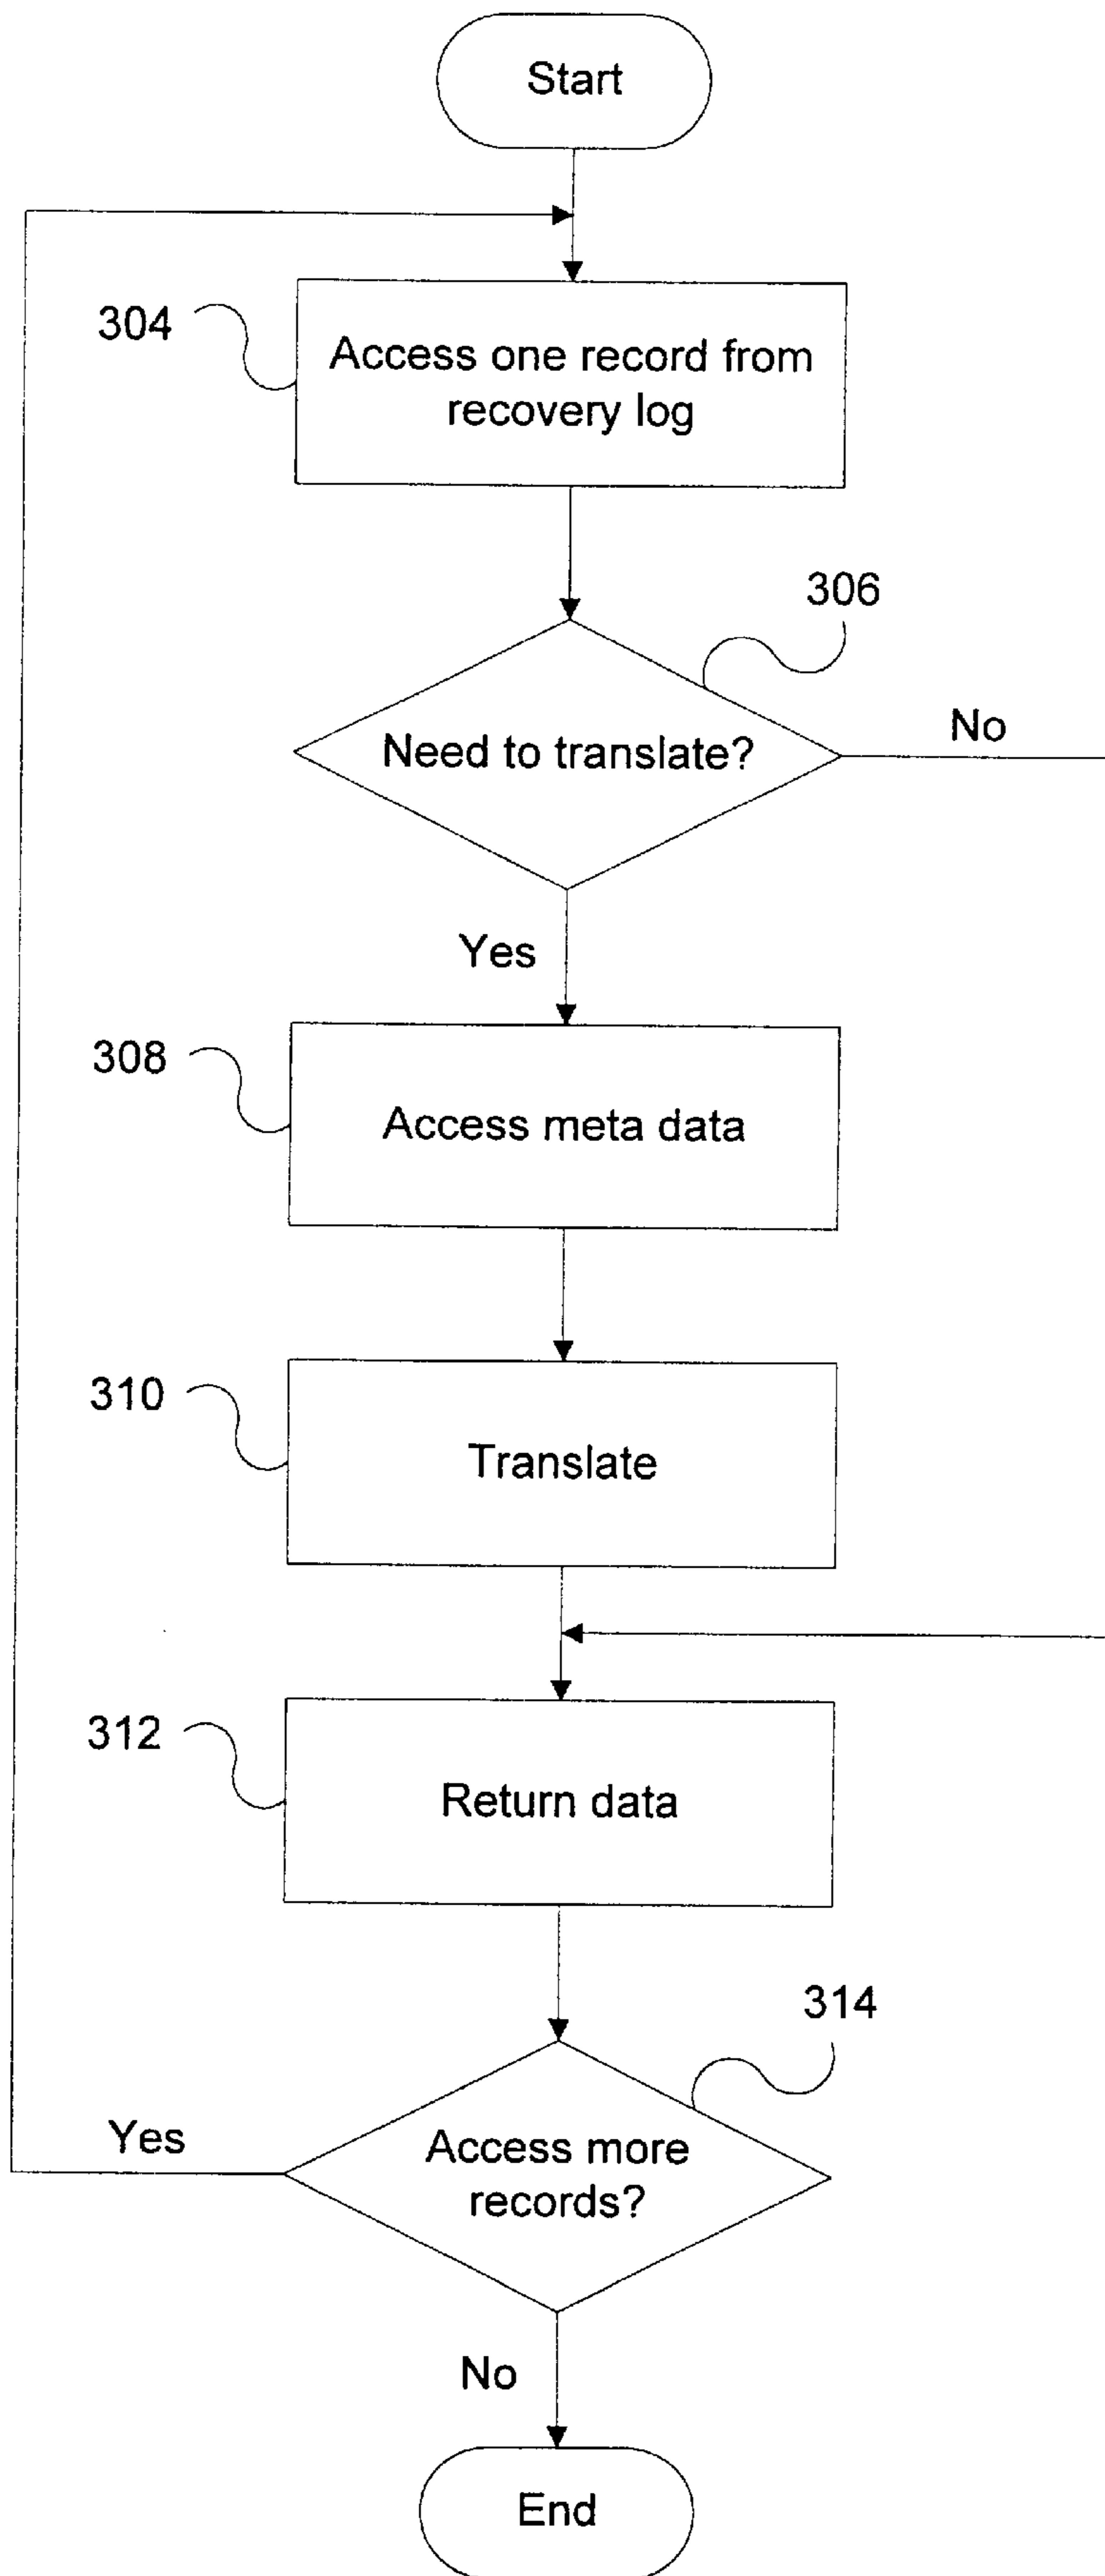 Start
304
Access one record from
recovery log
306
Need to translate?
No
Yes
308
Access meta data
310
Translate
312
Return data
314
Access more
records?
Yes
No
End